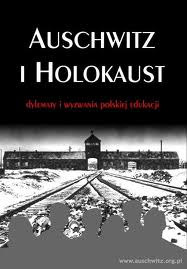 AUSCHWITZ
I HOLOKAUST
dylematy i wyzwania polskiej edukacji
www.auschwitz.org.pl